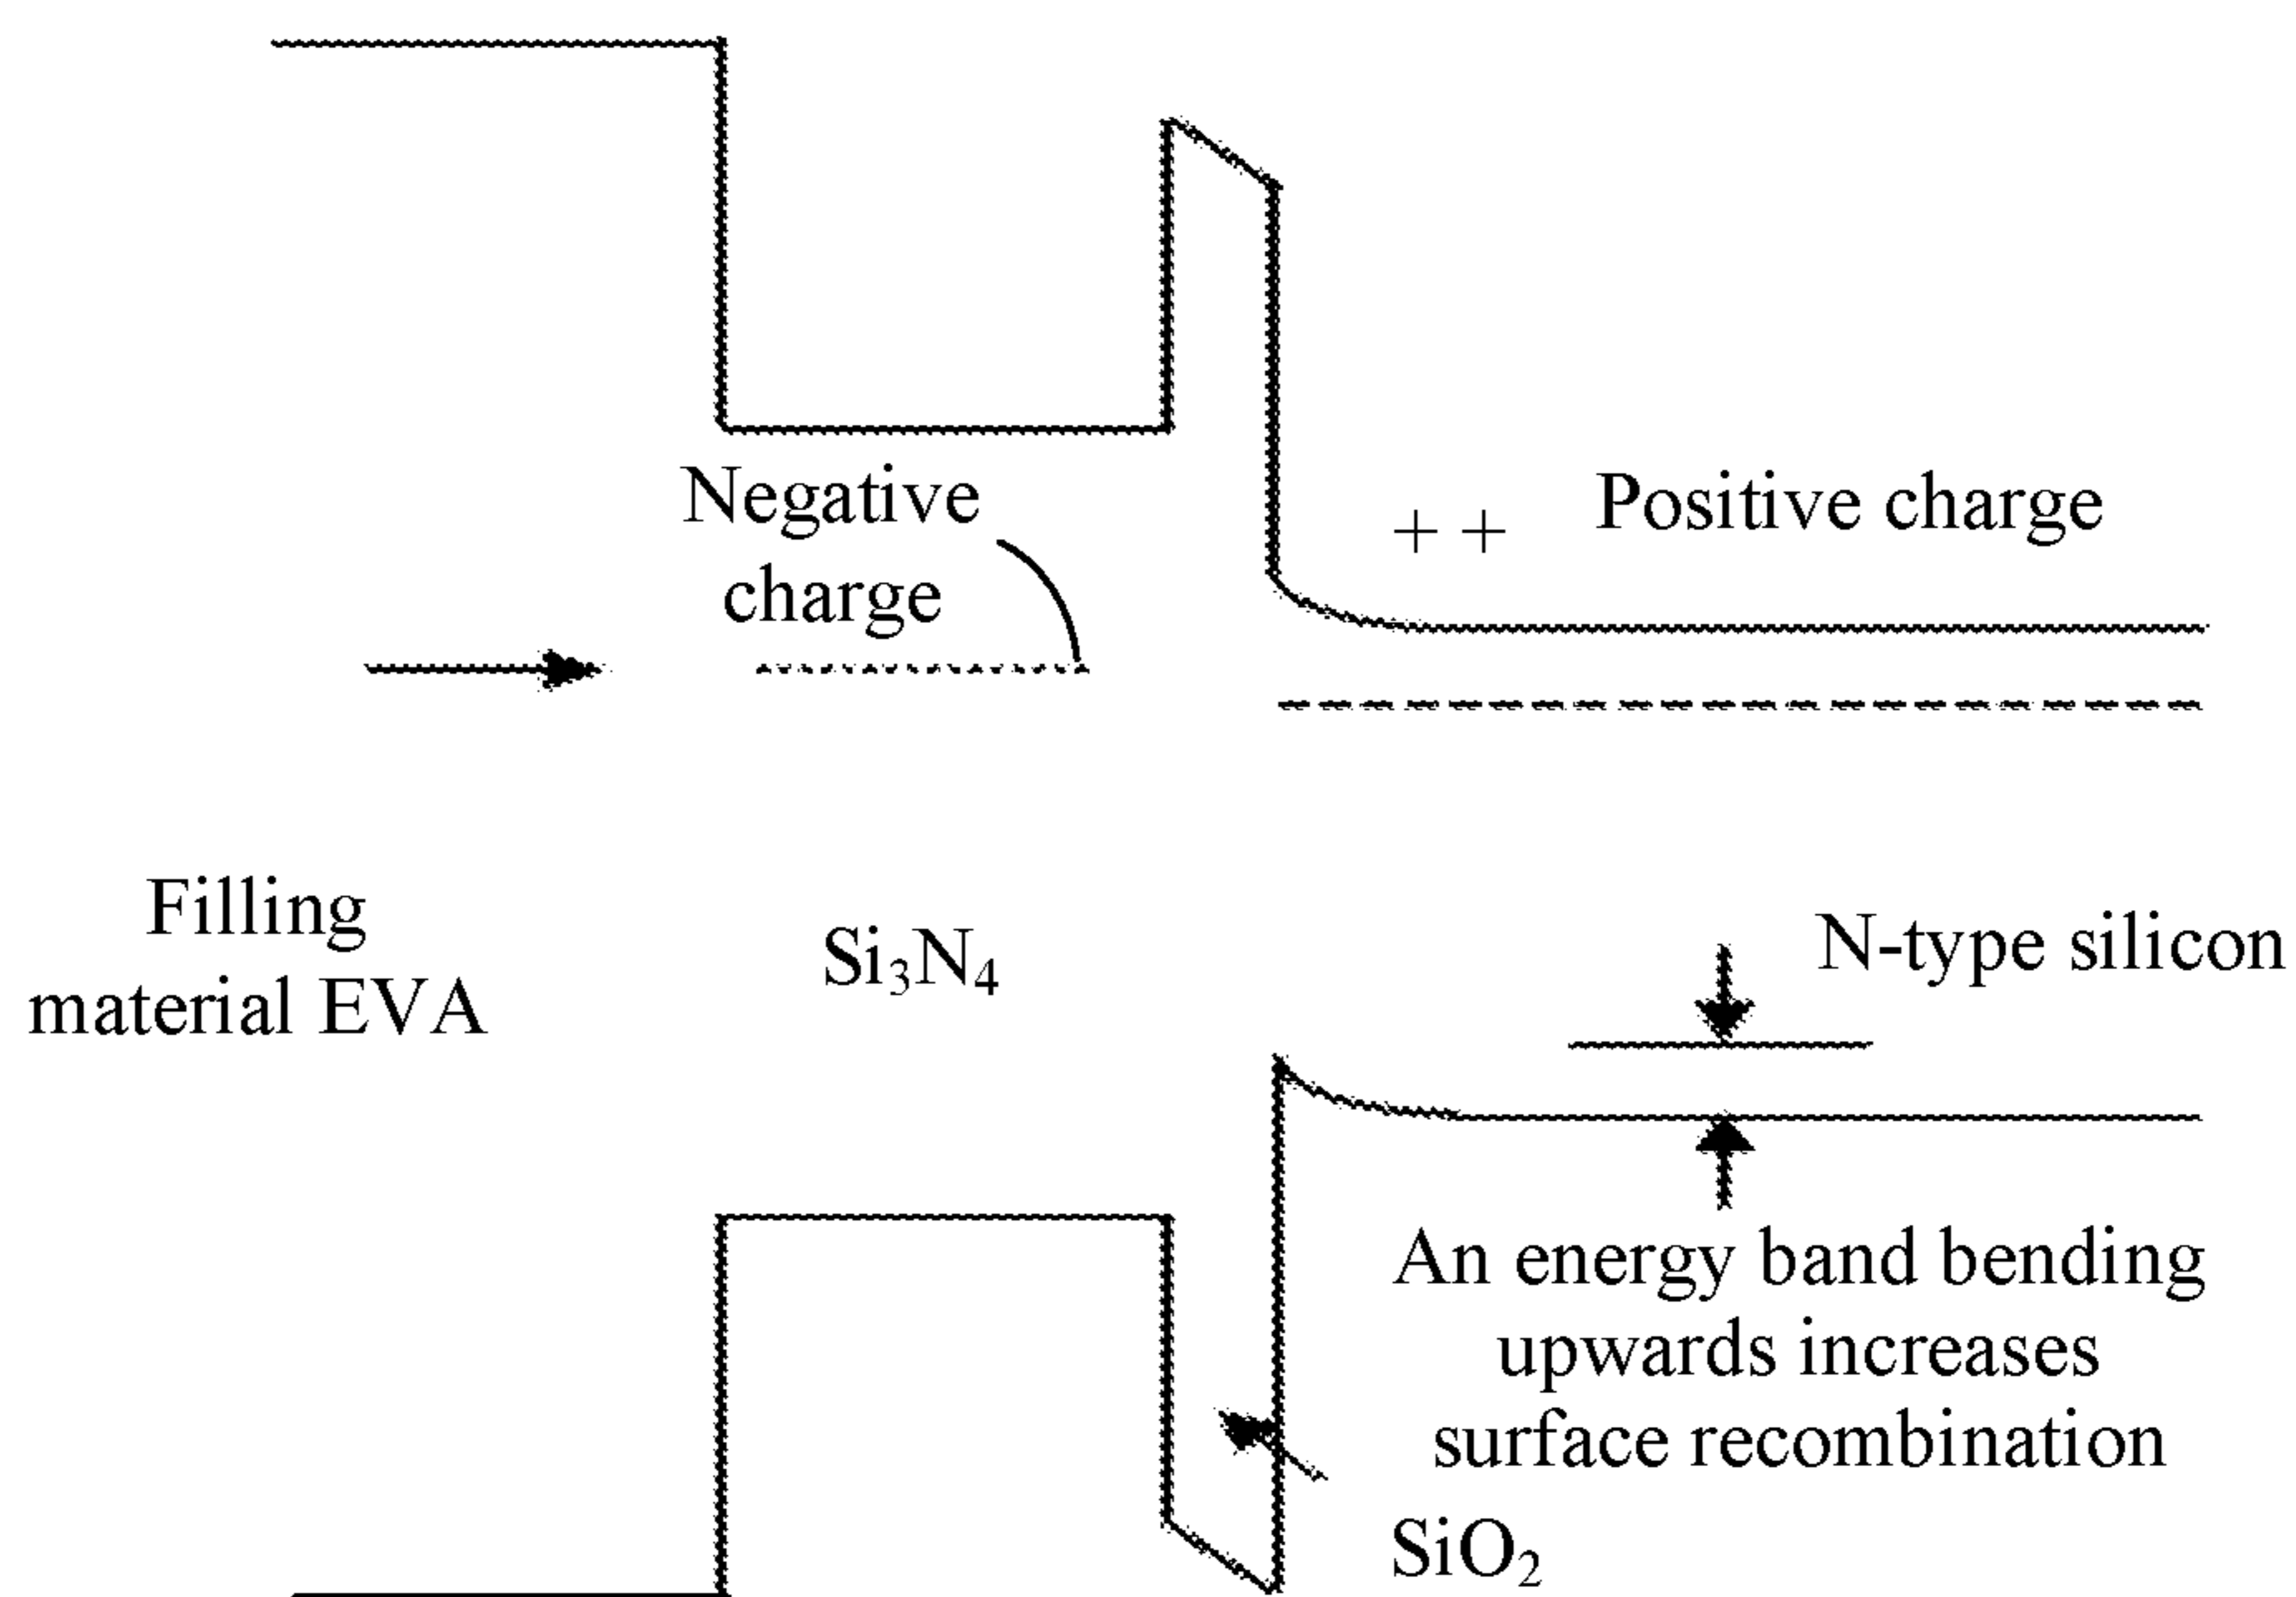 Negative
charge
+ + Positive charge
Filling
material EVA
Si₃N₄
N-type silicon
An energy band bending
upwards increases
surface recombination
SiO₂